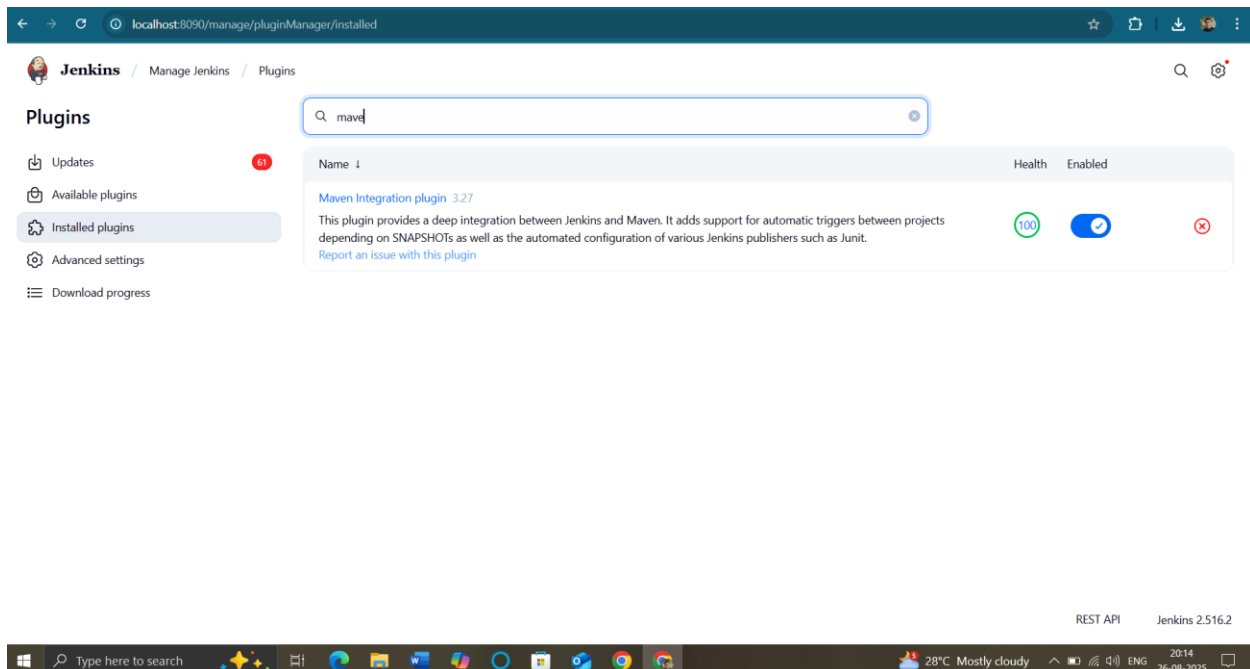 localhost:8090/manage/pluginManager/installed
Jenkins / Manage Jenkins / Plugins
Plugins
mave
Updates 61
Available plugins
Installed plugins
Advanced settings
Download progress
Name ↓ Health Enabled
Maven Integration plugin 3.27
This plugin provides a deep integration between Jenkins and Maven. It adds support for automatic triggers between projects
depending on SNAPSHOTs as well as the automated configuration of various Jenkins publishers such as Junit.
Report an issue with this plugin
100
REST API Jenkins 2.516.2
Type here to search
28°C Mostly cloudy ENG
20:14
26-08-2025